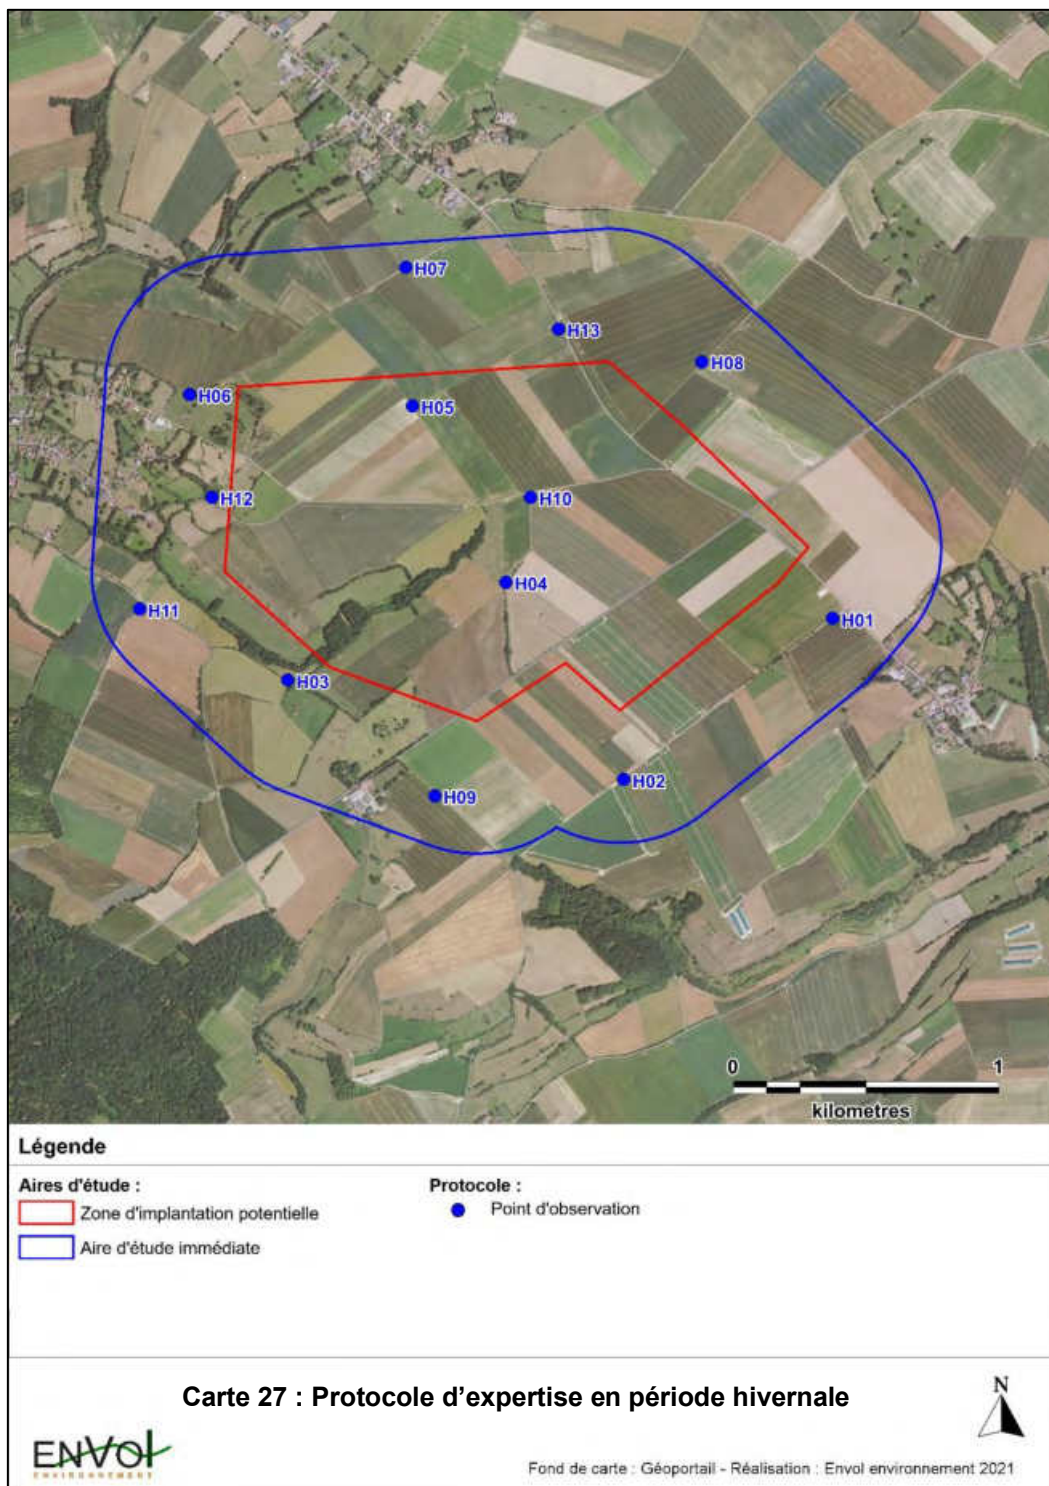 H07
H13
H08
H06
H05
H12
H10
H04
H11
H01
H03
H02
H09
0 1
kilometres
Légende
Aires d'étude :
Zone d'implantation potentielle
Aire d'étude immédiate
Protocole :
Point d'observation
Carte 27 : Protocole d'expertise en période hivernale
N
ENVOl
ENVIRONNEMENT
Fond de carte : Géoportail - Réalisation : Envol environnement 2021